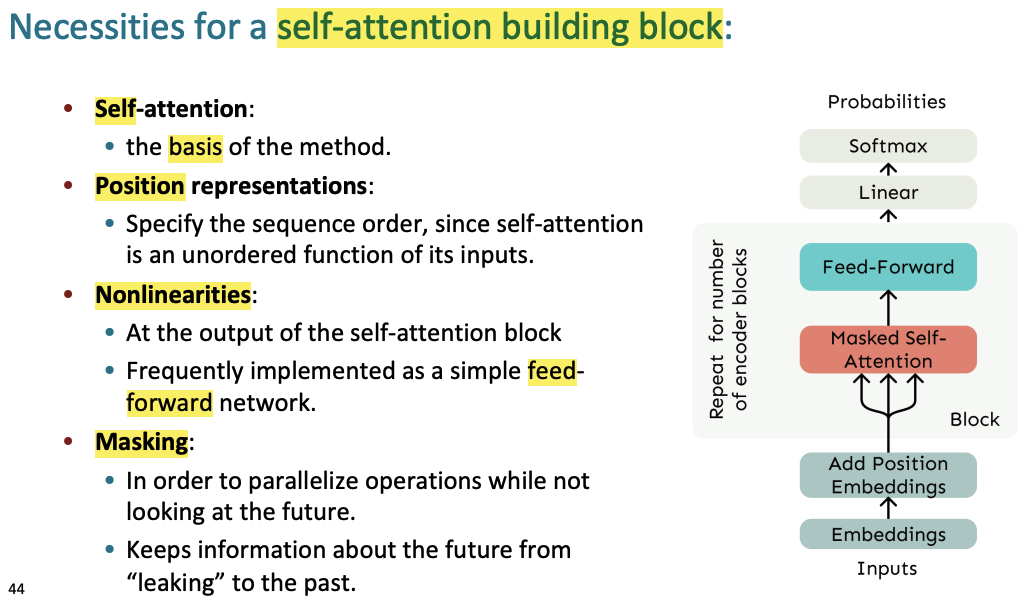 Necessities for a self-attention building block:
• Self-attention:
• the basis of the method.
• Position representations:
• Specify the sequence order, since self-attention
is an unordered function of its inputs.
• Nonlinearities:
• At the output of the self-attention block
• Frequently implemented as a simple feed-
forward network.
• Masking:
• In order to parallelize operations while not
looking at the future.
• Keeps information about the future from
“leaking” to the past.
44
Probabilities
Softmax
Linear
Repeat for number
of encoder blocks
Feed-Forward
Masked Self-
Attention
Block
Add Position
Embeddings
Embeddings
Inputs